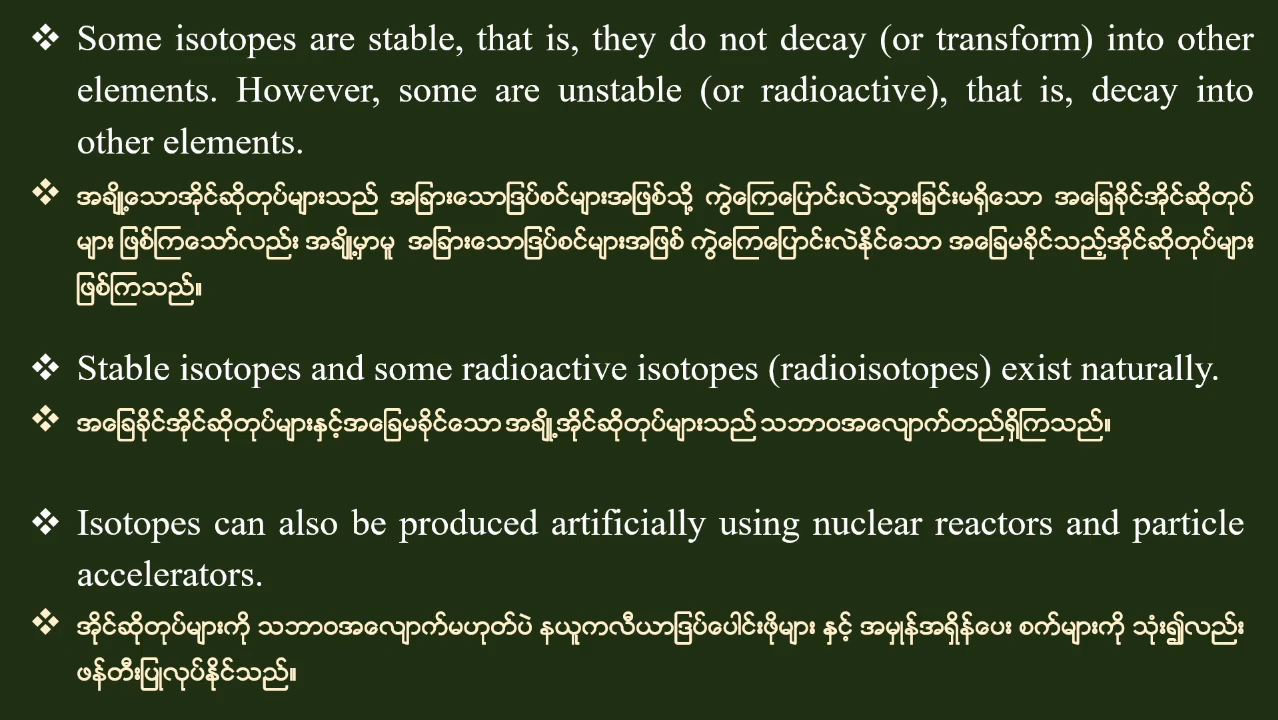 ❖ Some isotopes are stable, that is, they do not decay (or transform) into other
elements. However, some are unstable (or radioactive), that is, decay into
other elements.
❖ အချို့သောအိုင်ဆိုတုပ်များသည် အခြားသောဒြပ်စင်များအဖြစ်သို့ ကွဲကြေပြောင်းလဲသွားခြင်းမရှိသော အခြေခိုင်အိုင်ဆိုတုပ်
များ ဖြစ်ကြသော်လည်း အချို့မှာမူ အခြားသောဒြပ်စင်များအဖြစ် ကွဲကြေပြောင်းလဲနိုင်သော အခြေမခိုင်သည့်အိုင်ဆိုတုပ်များ
ဖြစ်ကြသည်။
❖ Stable isotopes and some radioactive isotopes (radioisotopes) exist naturally.
❖ အခြေခိုင်အိုင်ဆိုတုပ်များနှင့်အခြေမခိုင်သော အချို့အိုင်ဆိုတုပ်များသည် သဘာဝအလျောက်တည်ရှိကြသည်။
❖ Isotopes can also be produced artificially using nuclear reactors and particle
accelerators.
❖ အိုင်ဆိုတုပ်များကို သဘာဝအလျောက်မဟုတ်ပဲ နယူကလီယာဒြပ်ပေါင်းဖိုများ နှင့် အမှုန်အရှိန်ပေး စက်များကို သုံး၍လည်း
ဖန်တီးပြုလုပ်နိုင်သည်။